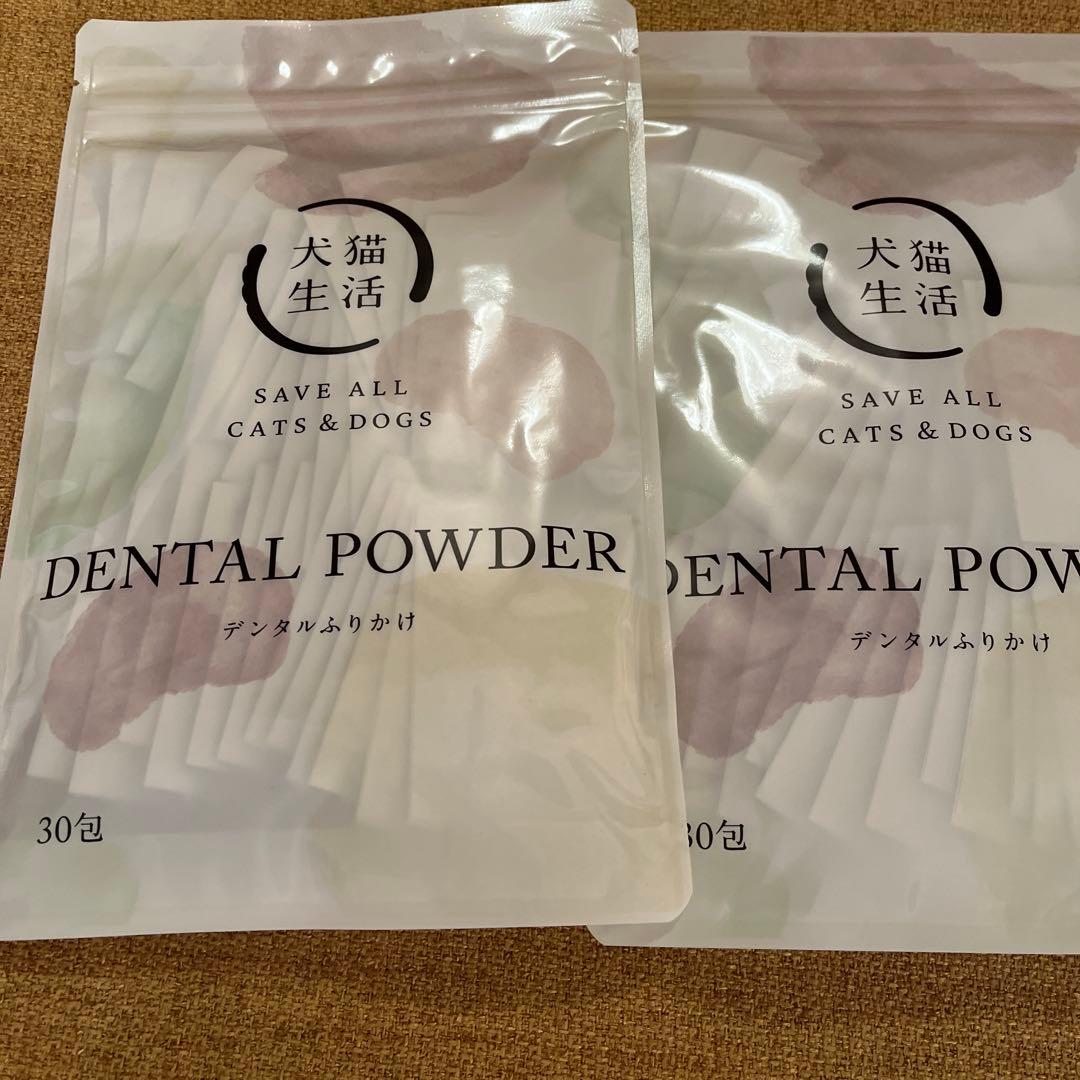 犬猫
生活
SAVE ALL
CATS & DOGS
DENTAL POWDER
デンタルふりかけ
30包
犬猫
生活
SAVE ALL
CATS & DOGS
DENTAL POW
デンタルふりかけ
30包